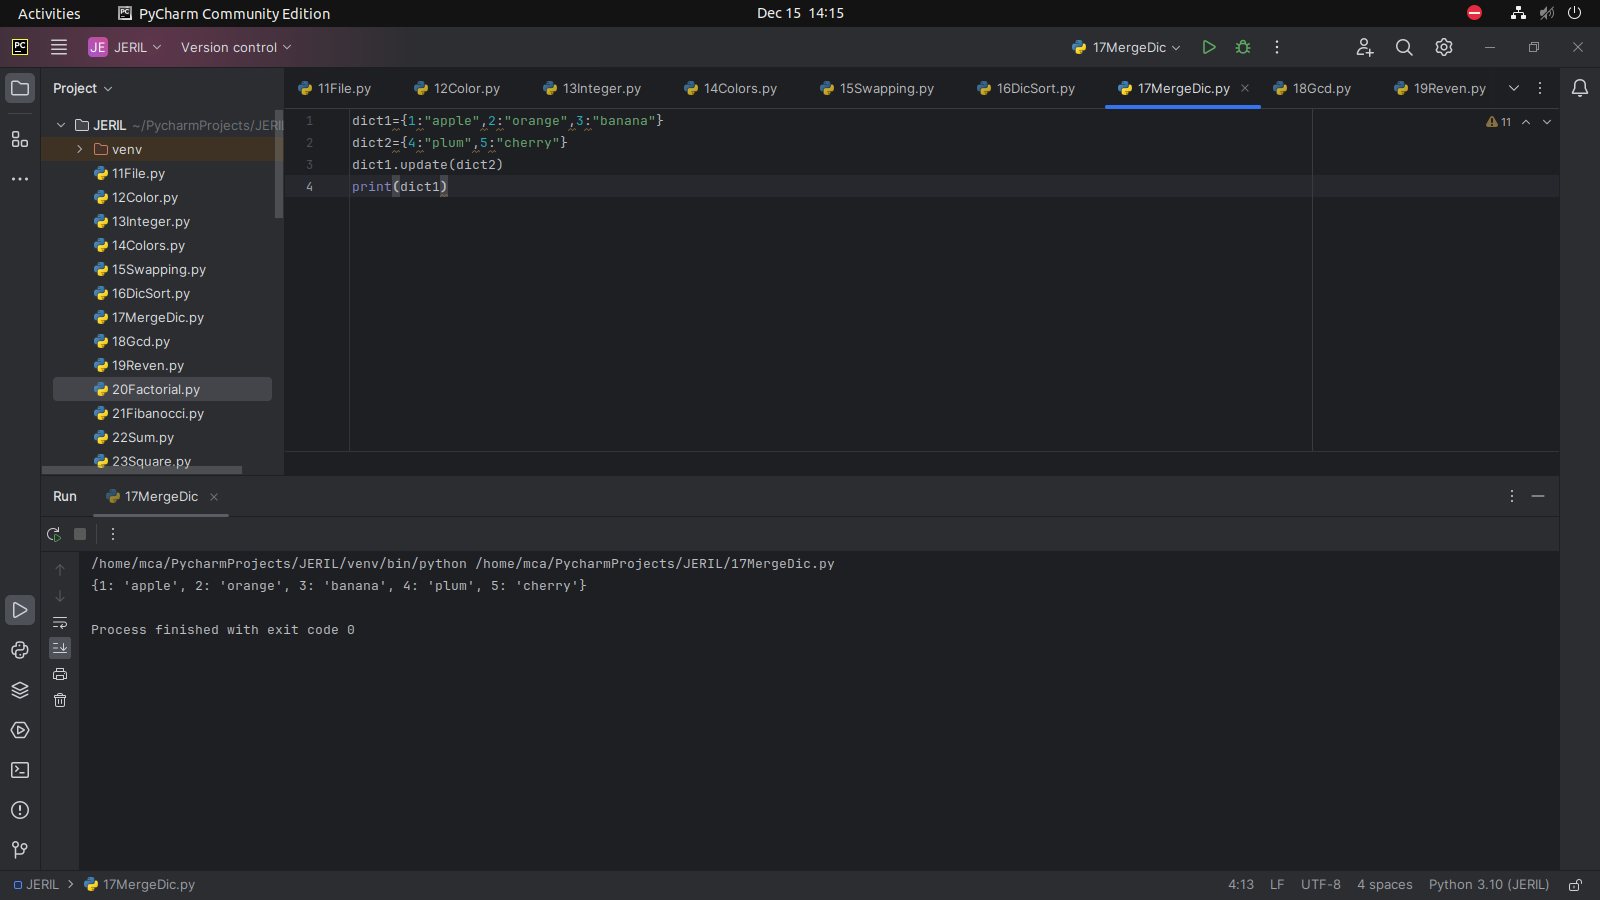 Activities PyCharm Community Edition Dec 15 14:15
PC JE JERIL Version control 17MergeDic
Project 11File.py 12Color.py 13Integer.py 14Colors.py 15Swapping.py 16DicSort.py 17MergeDic.py 18Gcd.py 19Reven.py
JERIL ~/PycharmProjects/JERIL
venv
11File.py
12Color.py
13Integer.py
14Colors.py
15Swapping.py
16DicSort.py
17MergeDic.py
18Gcd.py
19Reven.py
20Factorial.py
21Fibanocci.py
22Sum.py
23Square.py
1 dict1={1:"apple",2:"orange",3:"banana"}
2 dict2={4:"plum",5:"cherry"}
3 dict1.update(dict2)
4 print(dict1)
11
Run 17MergeDic
/home/mca/PycharmProjects/JERIL/venv/bin/python /home/mca/PycharmProjects/JERIL/17MergeDic.py
{1: 'apple', 2: 'orange', 3: 'banana', 4: 'plum', 5: 'cherry'}
Process finished with exit code 0
JERIL 17MergeDic.py 4:13 LF UTF-8 4 spaces Python 3.10 (JERIL)